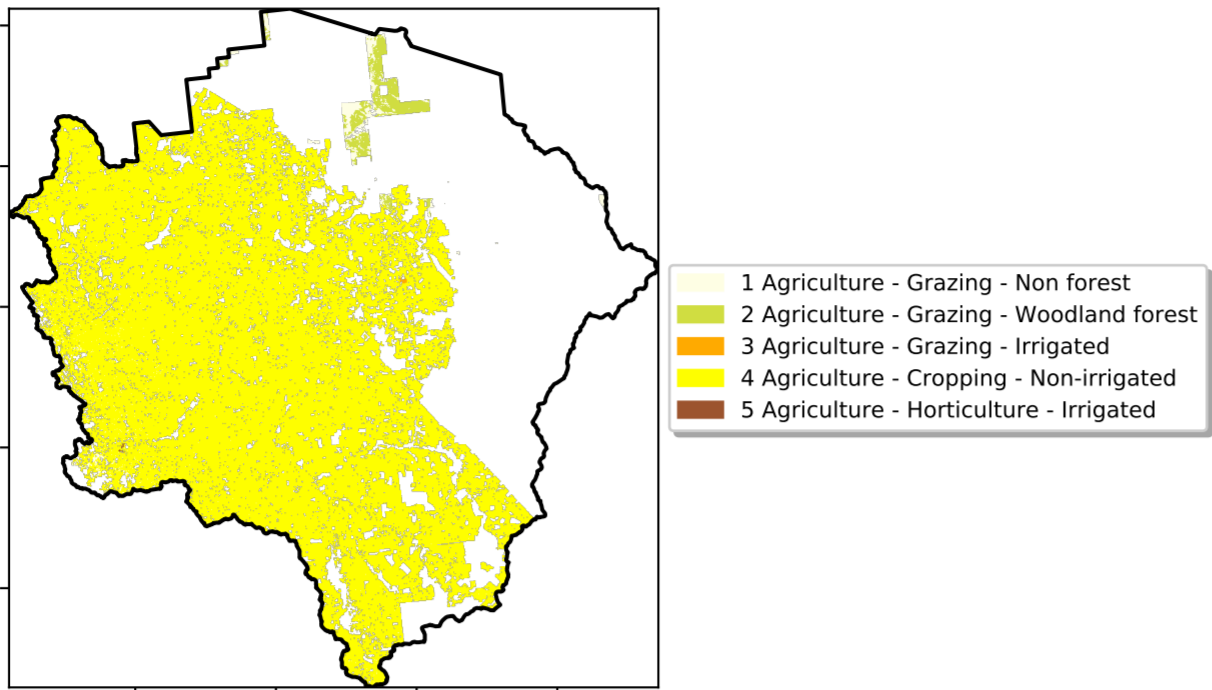 1 Agriculture - Grazing - Non forest
2 Agriculture - Grazing - Woodland forest
3 Agriculture - Grazing - Irrigated
4 Agriculture - Cropping - Non-irrigated
5 Agriculture - Horticulture - Irrigated